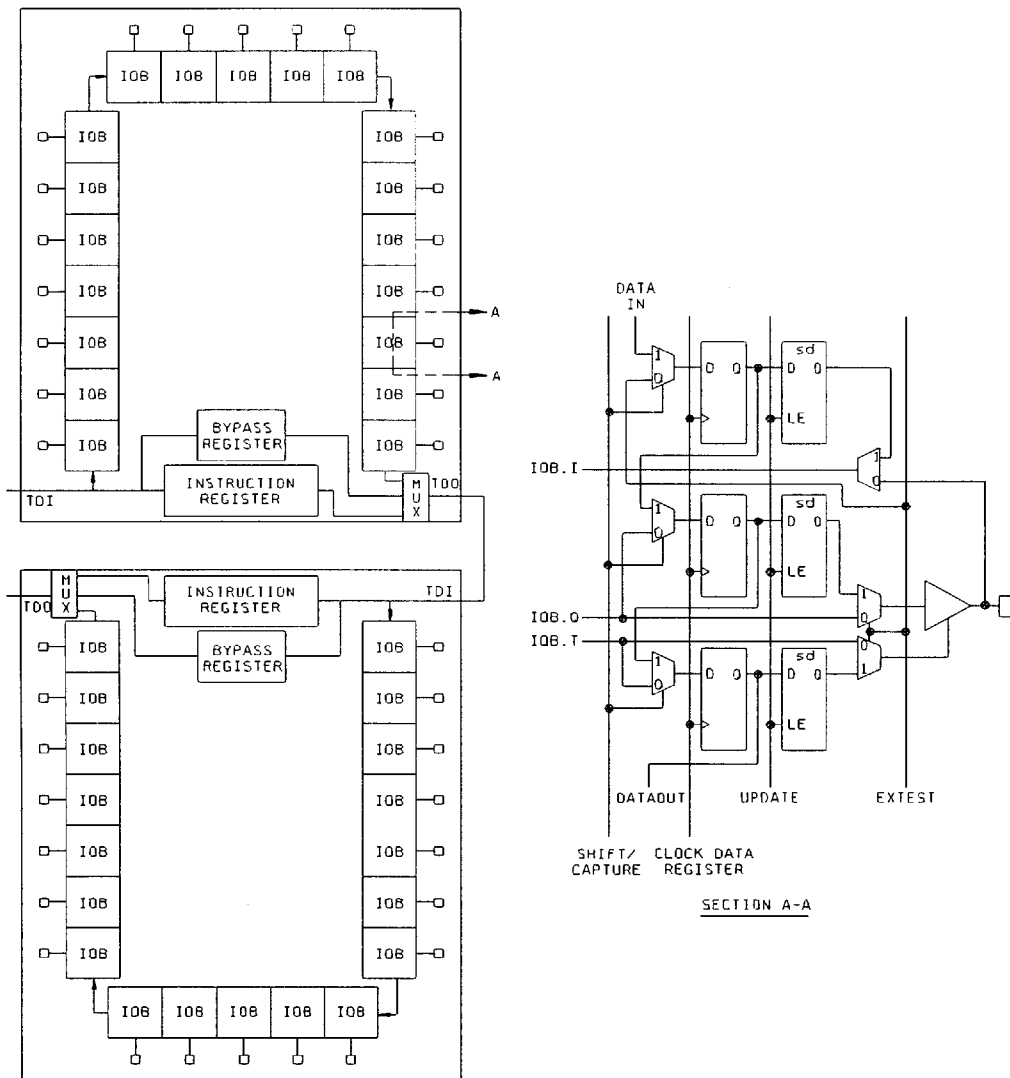 IOB IOB IOB IOB IOB
IOB IOB
IOB IOB
IOB IOB
IOB IOB
A
IOB IOB
A
IOB IOB
IOB IOB
BYPASS
REGISTER
INSTRUCTION
REGISTER
MUX
TDI
TDO
MUX
TDO
INSTRUCTION
REGISTER
TDI
BYPASS
REGISTER
IOB IOB
IOB IOB
IOB IOB
IOB IOB
IOB IOB
IOB IOB
IOB IOB
IOB IOB IOB IOB IOB
DATA
IN
1
0
D Q
sd
D Q
LE
1
0
IOB.I
1
0
D Q
sd
D Q
LE
1
0
IOB.O
IOB.T
0
1
1
0
D Q
sd
D Q
LE
DATAOUT UPDATE EXTEST
SHIFT/
CAPTURE
CLOCK DATA
REGISTER
SECTION A-A